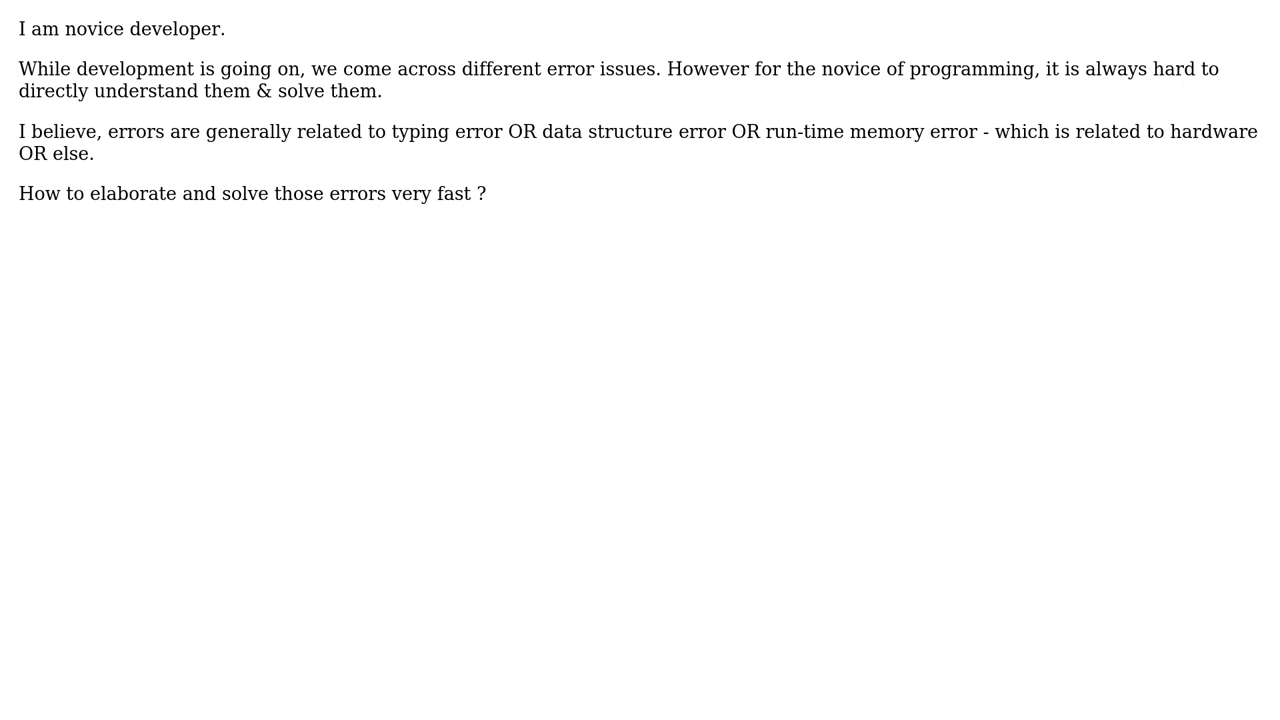 I am novice developer.
While development is going on, we come across different error issues. However for the novice of programming, it is always hard to
directly understand them & solve them.
I believe, errors are generally related to typing error OR data structure error OR run-time memory error - which is related to hardware
OR else.
How to elaborate and solve those errors very fast ?